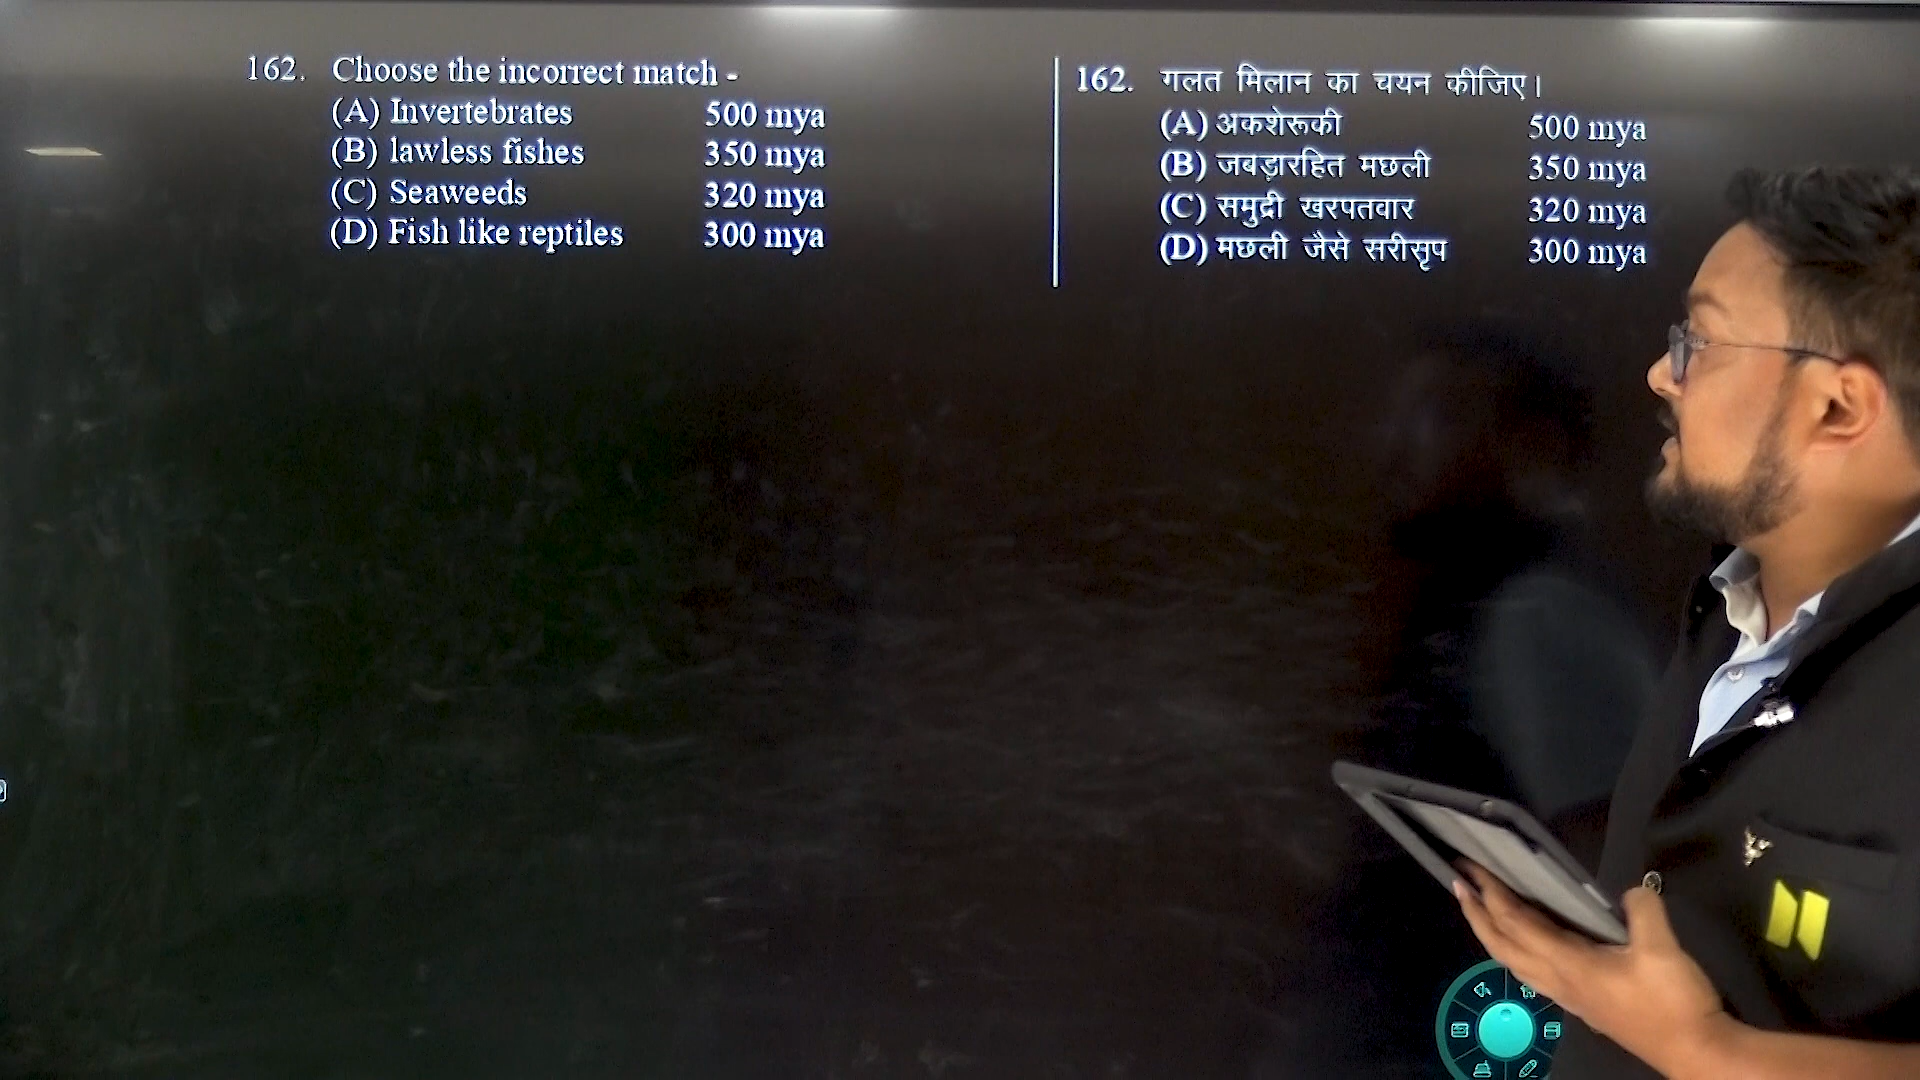 162. Choose the incorrect match -
(A) Invertebrates 500 mya
(B) lawless fishes 350 mya
(C) Seaweeds 320 mya
(D) Fish like reptiles 300 mya
162. गलत मिलान का चयन कीजिए।
(A) अकशेरूकी 500 mya
(B) जबड़ारहित मछली 350 mya
(C) समुद्री खरपतवार 320 mya
(D) मछली जैसे सरीसृप 300 mya